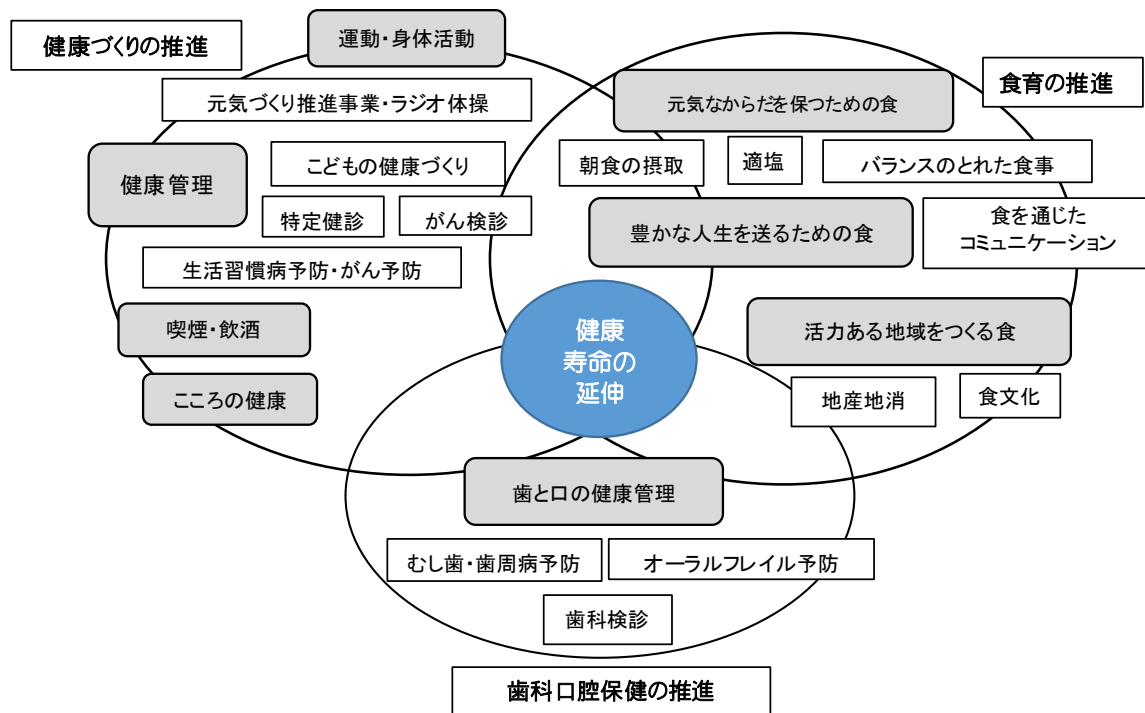 健康づくりの推進
運動・身体活動
食育の推進
元気づくり推進事業・ラジオ体操
元気なからだを保つための食
健康管理
こどもの健康づくり
朝食の摂取
適塩
バランスのとれた食事
特定健診
がん検診
豊かな人生を送るための食
食を通じた
コミュニケーション
生活習慣病予防・がん予防
喫煙・飲酒
健康
寿命の
延伸
活力ある地域をつくる食
こころの健康
地産地消
食文化
歯と口の健康管理
むし歯・歯周病予防
オーラルフレイル予防
歯科検診
歯科口腔保健の推進